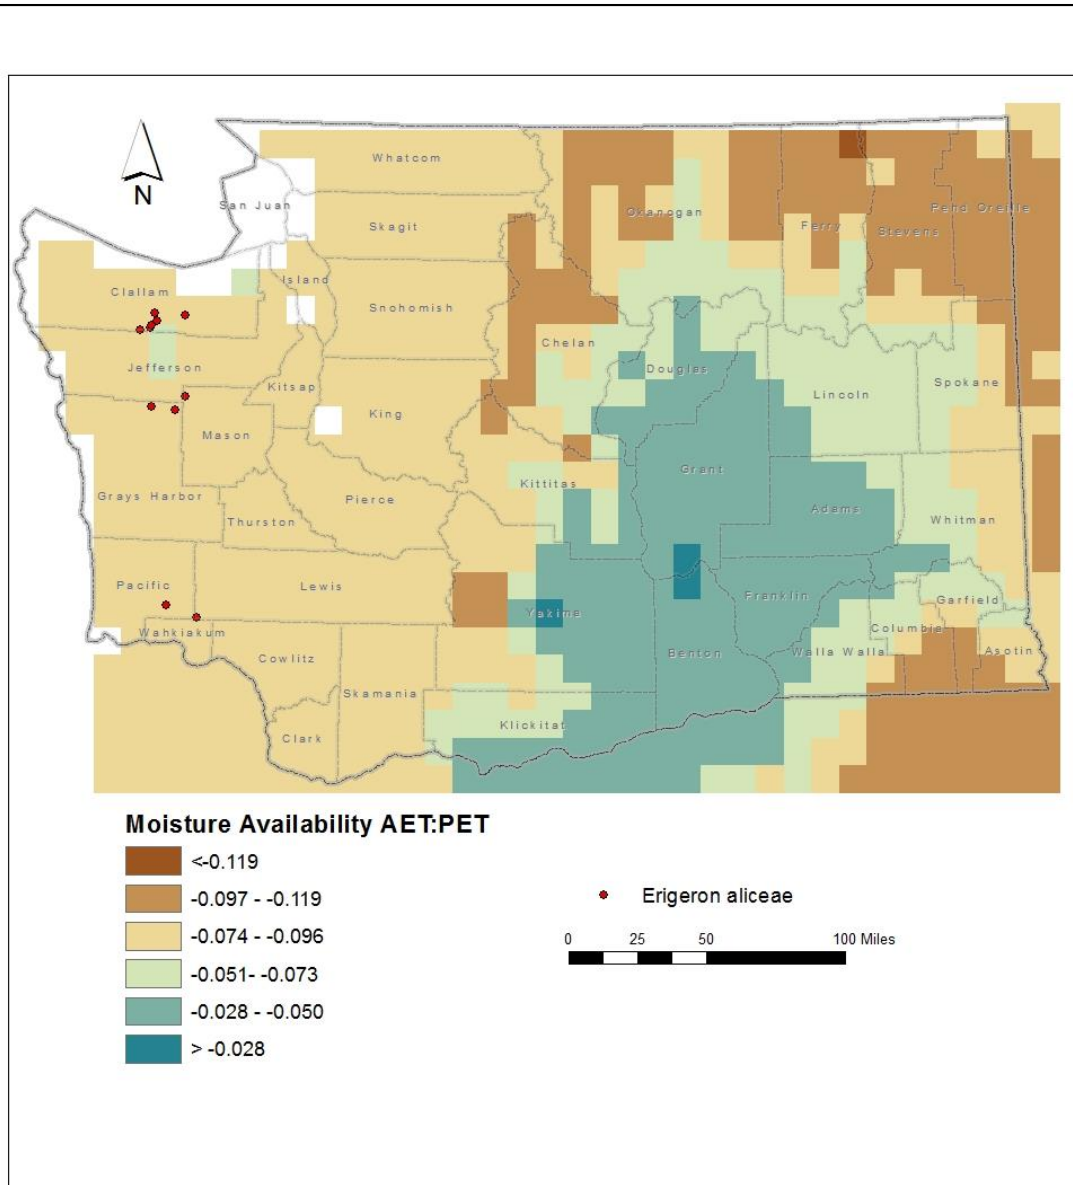 Whatcom
San Juan
Skagit
Okanogan
Ferry
Stevens
Pend Oreille
Island
Clallam
Snohomish
Chelan
Jefferson
Douglas
Kitsap
Lincoln
Spokane
King
Mason
Grant
Kittitas
Grays Harbor
Pierce
Adams
Thurston
Whitman
Pacific
Lewis
Yakima
Franklin
Garfield
Wahkiakum
Columbia
Cowlitz
Benton
Walla Walla
Asotin
Skamania
Klickitat
Clark
N
Moisture Availability AET:PET
<-0.119
-0.097 - -0.119
-0.074 - -0.096
-0.051- -0.073
-0.028 - -0.050
> -0.028
Erigeron aliceae
0 25 50 100 Miles